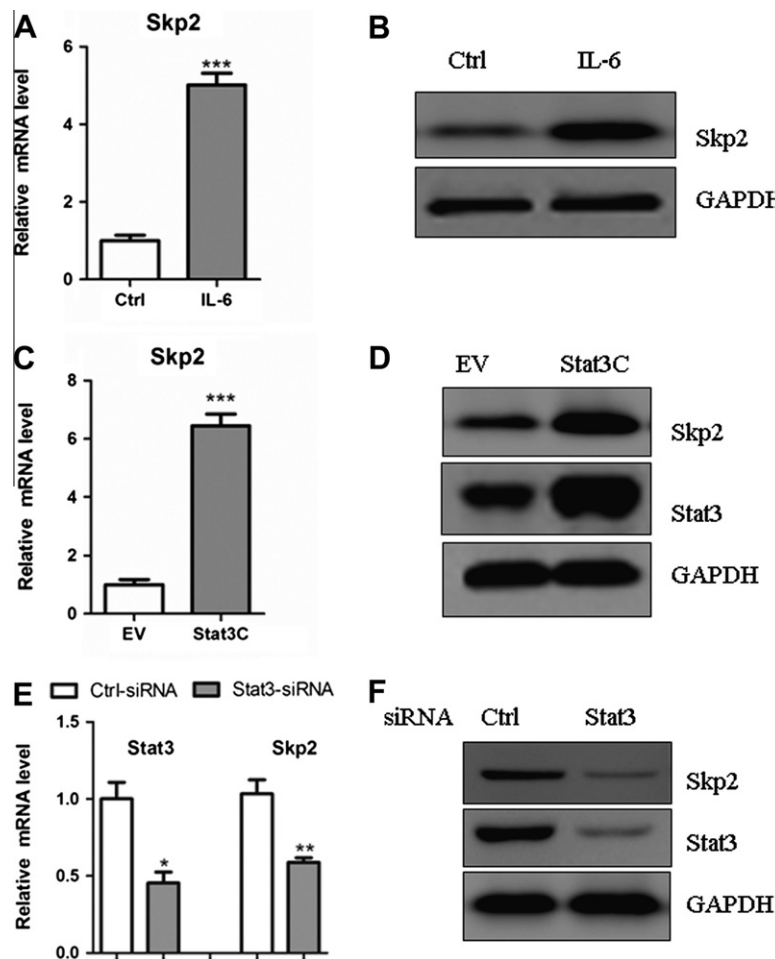 A
Skp2
Relative mRNA level
6
4
2
0
***
Ctrl
IL-6
B
Ctrl IL-6
Skp2
GAPDH
C
Skp2
Relative mRNA level
8
6
4
2
0
***
EV
Stat3C
D
EV Stat3C
Skp2
Stat3
GAPDH
E
Ctrl-siRNA Stat3-siRNA
Relative mRNA level
1.5
1.0
0.5
0.0
Stat3
Skp2
*
**
F
siRNA Ctrl Stat3
Skp2
Stat3
GAPDH